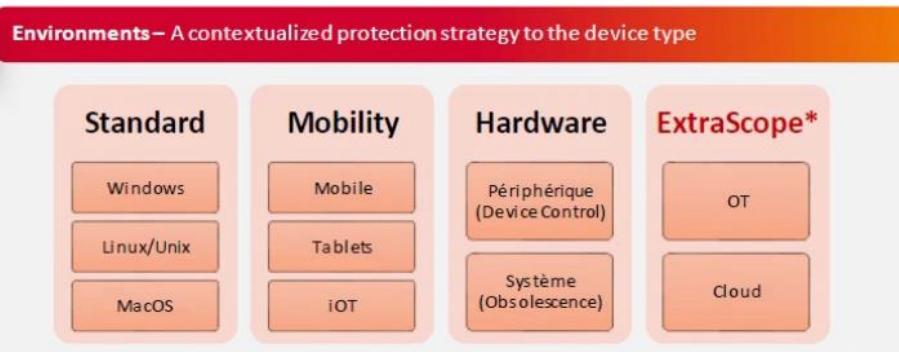 Environments – A contextualized protection strategy to the device type
Standard
Windows
Linux/Unix
MacOS
Mobility
Mobile
Tablets
iOT
Hardware
Périphérique
(Device Control)
Système
(Obsolescence)
ExtraScope*
OT
Cloud